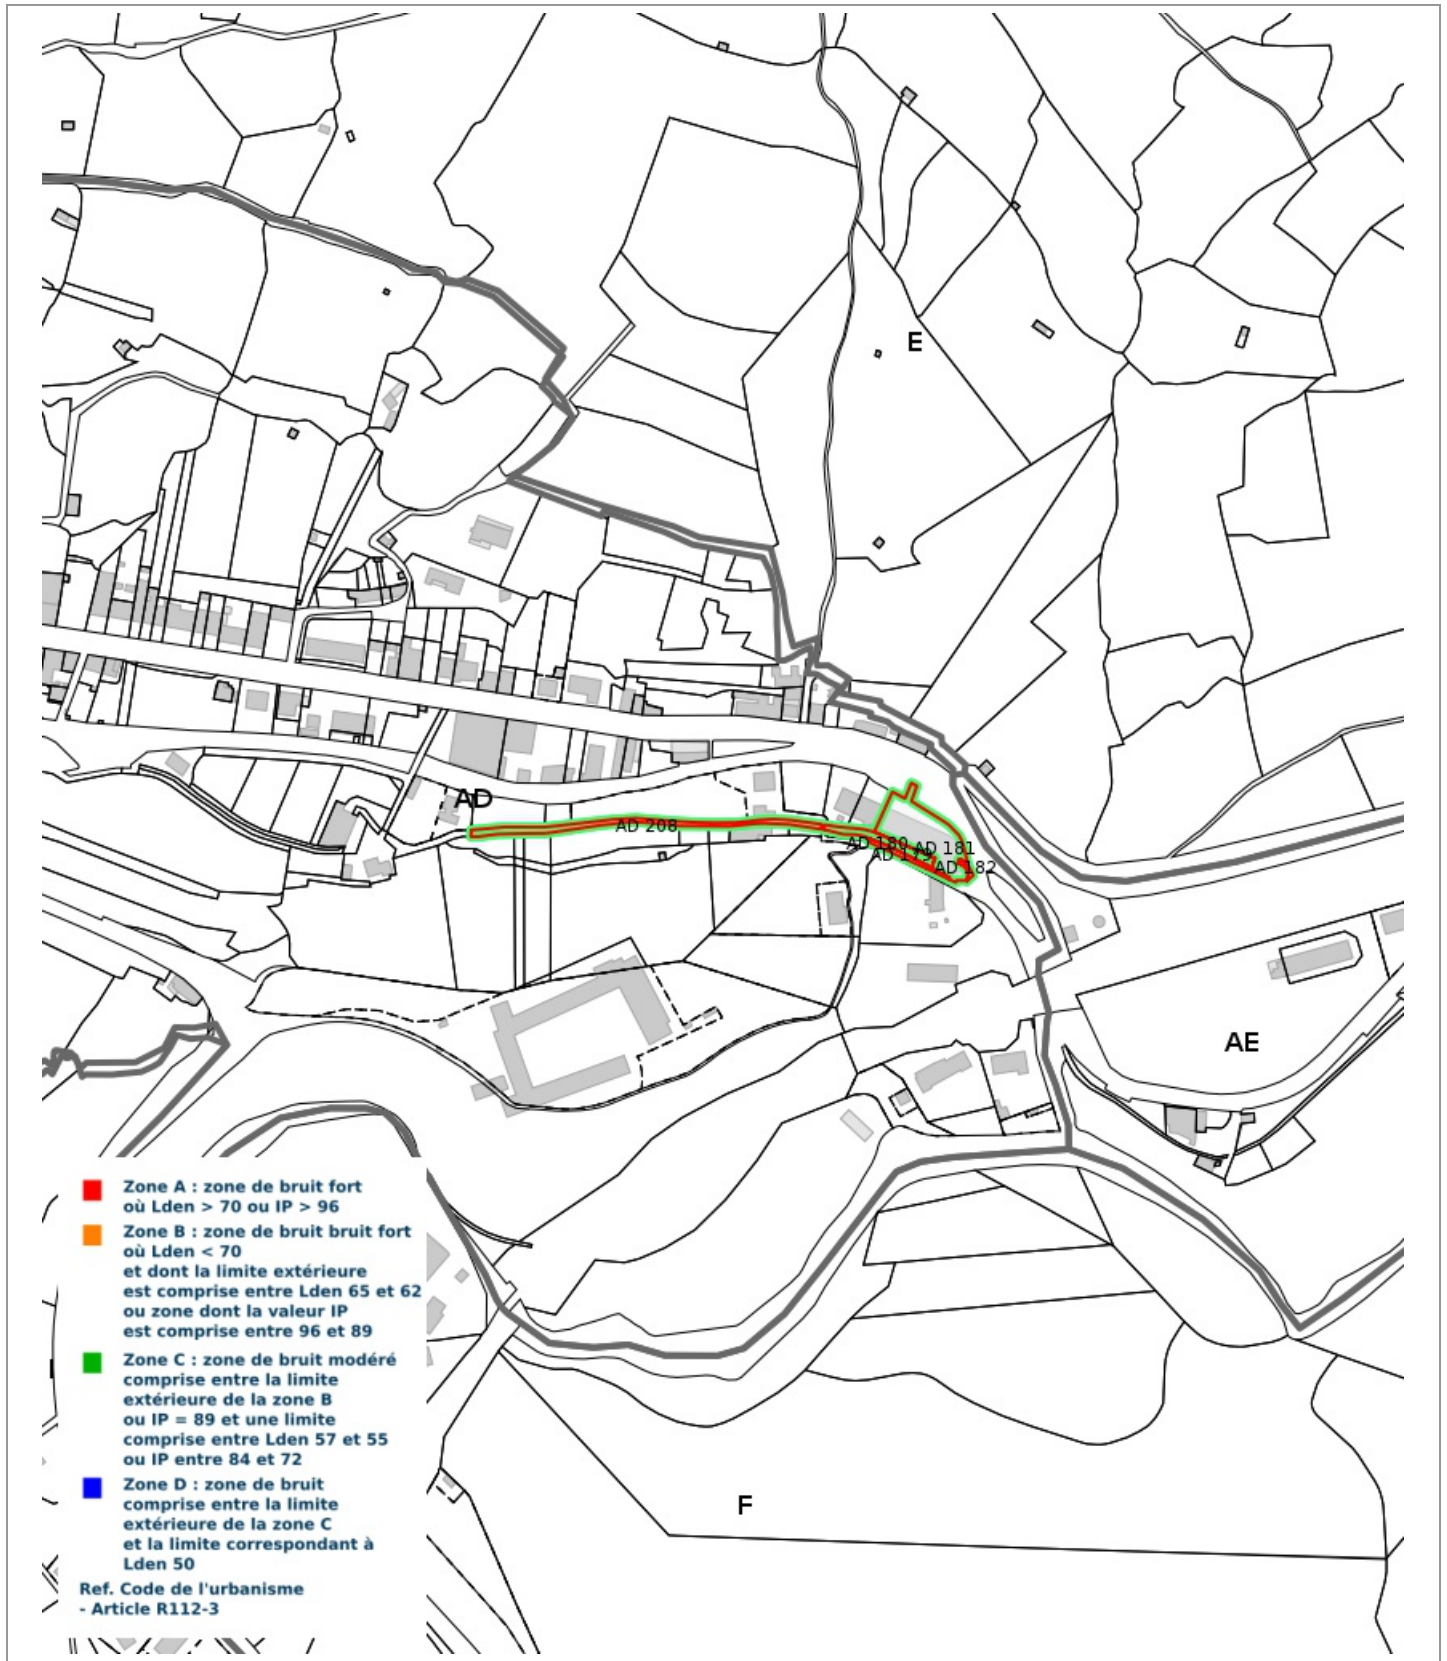 E
AD
AD 208
AD 180
AD 181
AD 179
AD 182
AE
Zone A : zone de bruit fort
où Lden > 70 ou IP > 96
Zone B : zone de bruit bruit fort
où Lden < 70
et dont la limite extérieure
est comprise entre Lden 65 et 62
ou zone dont la valeur IP
est comprise entre 96 et 89
Zone C : zone de bruit modéré
comprise entre la limite
extérieure de la zone B
ou IP = 89 et une limite
comprise entre Lden 57 et 55
ou IP entre 84 et 72
Zone D : zone de bruit
comprise entre la limite
extérieure de la zone C
et la limite correspondant à
Lden 50
Ref. Code de l'urbanisme
- Article R112-3
F